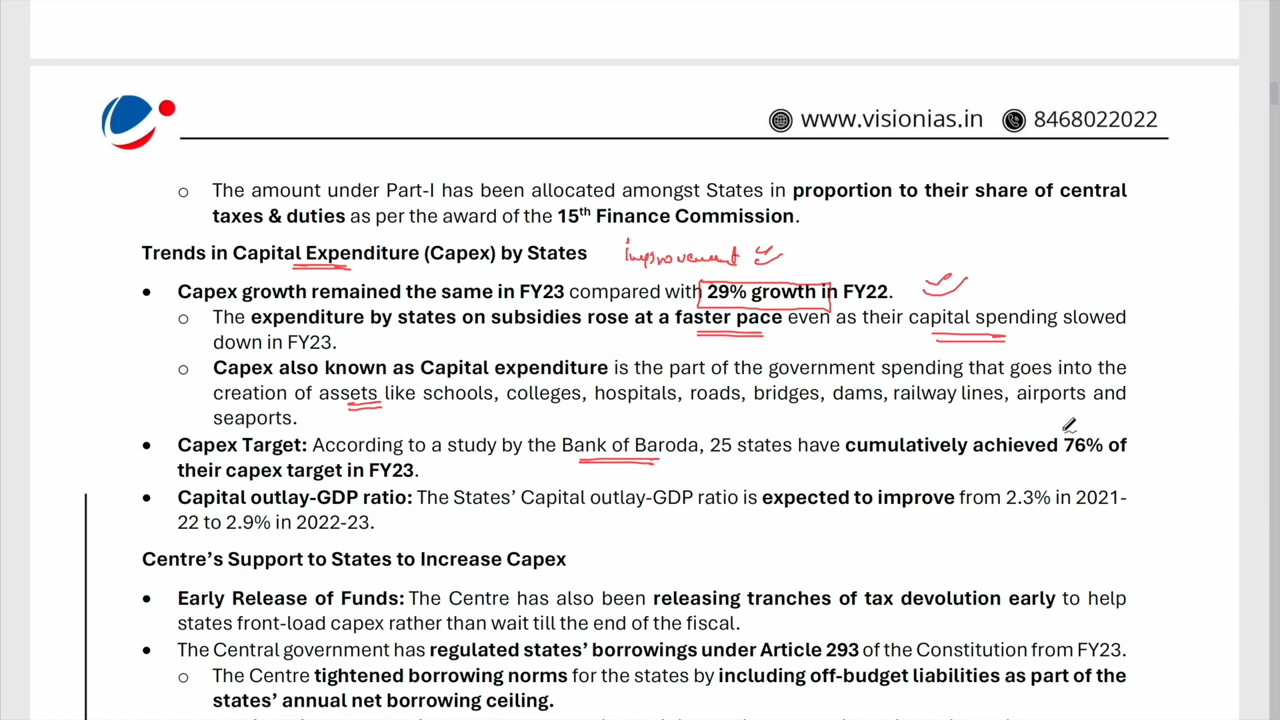 www.visionias.in 8468022022
○ The amount under Part-I has been allocated amongst States in proportion to their share of central
taxes & duties as per the award of the 15th Finance Commission.
Trends in Capital Expenditure (Capex) by States improvement
• Capex growth remained the same in FY23 compared with 29% growth in FY22.
○ The expenditure by states on subsidies rose at a faster pace even as their capital spending slowed
down in FY23.
○ Capex also known as Capital expenditure is the part of the government spending that goes into the
creation of assets like schools, colleges, hospitals, roads, bridges, dams, railway lines, airports and
seaports.
• Capex Target: According to a study by the Bank of Baroda, 25 states have cumulatively achieved 76% of
their capex target in FY23.
• Capital outlay-GDP ratio: The States' Capital outlay-GDP ratio is expected to improve from 2.3% in 2021-
22 to 2.9% in 2022-23.
Centre's Support to States to Increase Capex
• Early Release of Funds: The Centre has also been releasing tranches of tax devolution early to help
states front-load capex rather than wait till the end of the fiscal.
• The Central government has regulated states' borrowings under Article 293 of the Constitution from FY23.
○ The Centre tightened borrowing norms for the states by including off-budget liabilities as part of the
states' annual net borrowing ceiling.